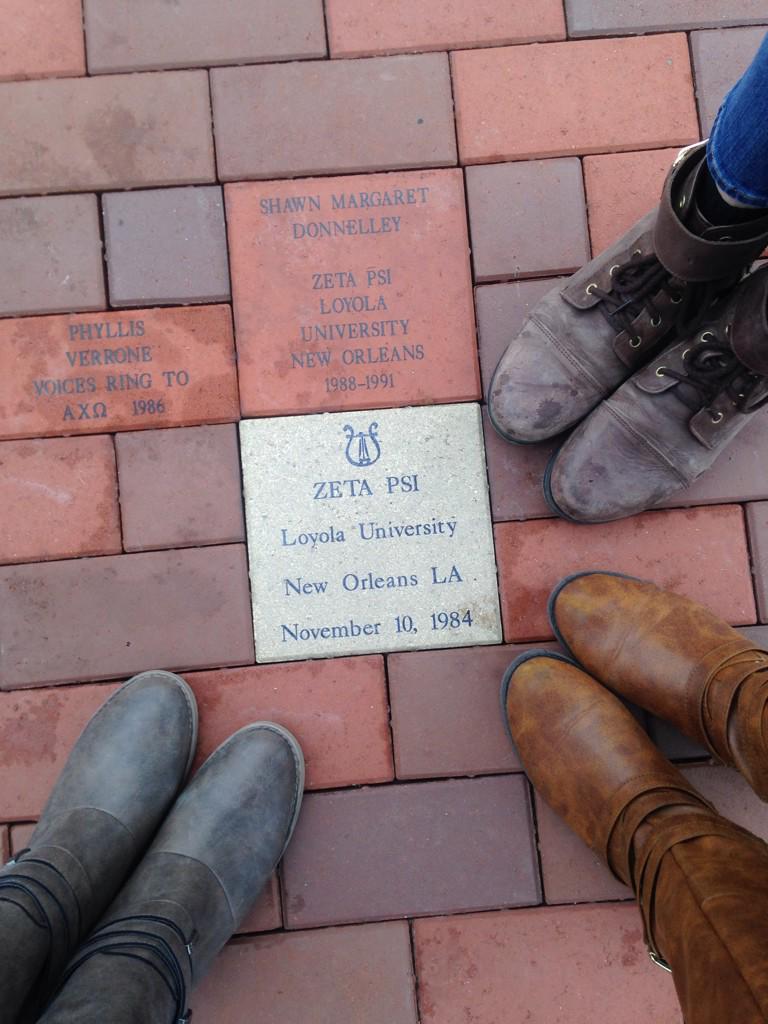 SHAWN MARGARET
DONNELLEY
ZETA PSI
LOYOLA
UNIVERSITY
NEW ORLEANS
1988-1991
PHYLLIS
VERRONE
VOICES RING TO
ΑΧΩ 1986
ZETA PSI
Loyola University
New Orleans LA
November 10, 1984